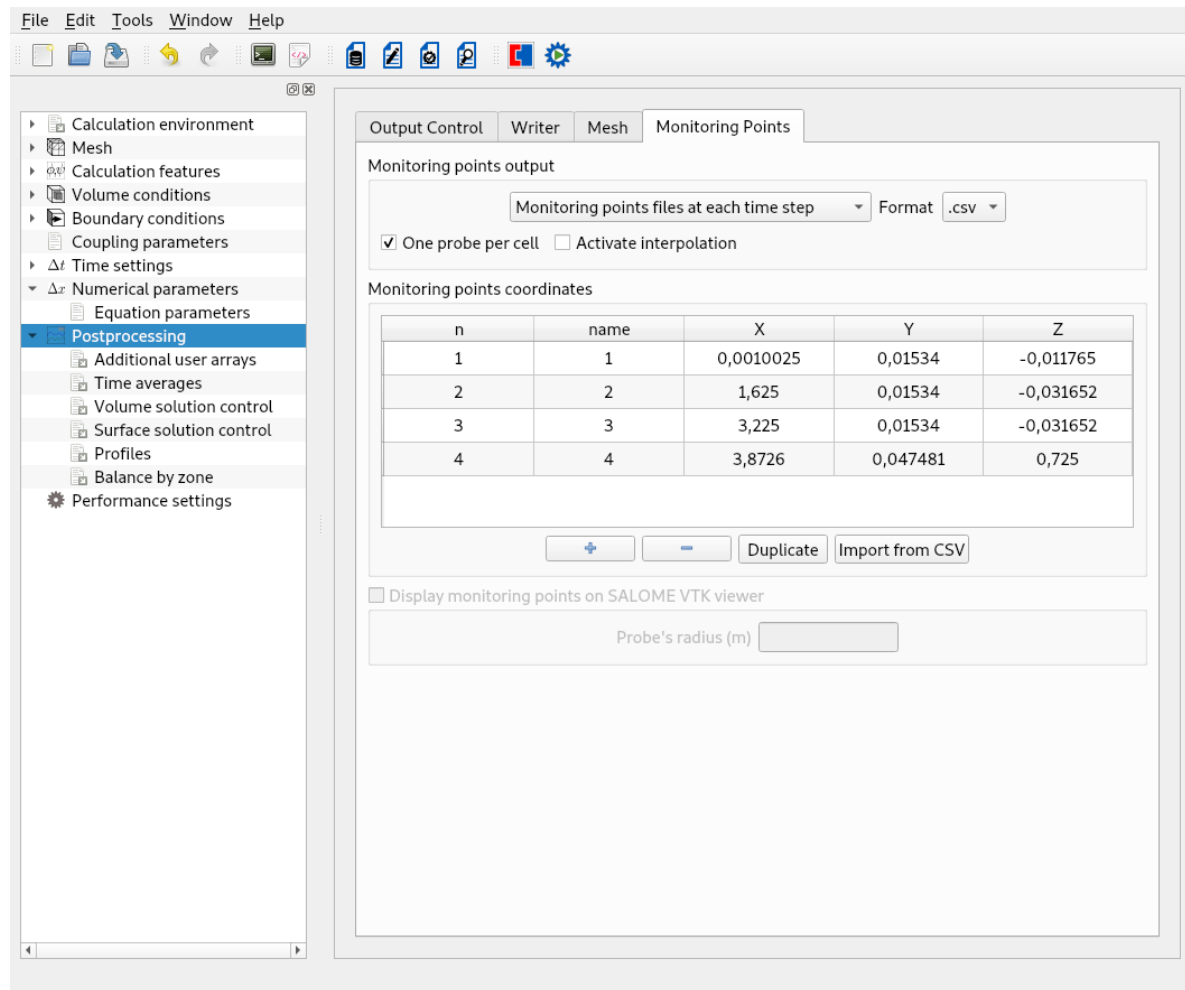 File Edit Tools Window Help
Calculation environment
Mesh
Calculation features
Volume conditions
Boundary conditions
Coupling parameters
Δt Time settings
Δx Numerical parameters
Equation parameters
Postprocessing
Additional user arrays
Time averages
Volume solution control
Surface solution control
Profiles
Balance by zone
Performance settings
Output Control Writer Mesh Monitoring Points
Monitoring points output
Monitoring points files at each time step Format .csv
One probe per cell Activate interpolation
Monitoring points coordinates
n name X Y Z
1 1 0,0010025 0,01534 -0,011765
2 2 1,625 0,01534 -0,031652
3 3 3,225 0,01534 -0,031652
4 4 3,8726 0,047481 0,725
Duplicate Import from CSV
Display monitoring points on SALOME VTK viewer
Probe's radius (m)